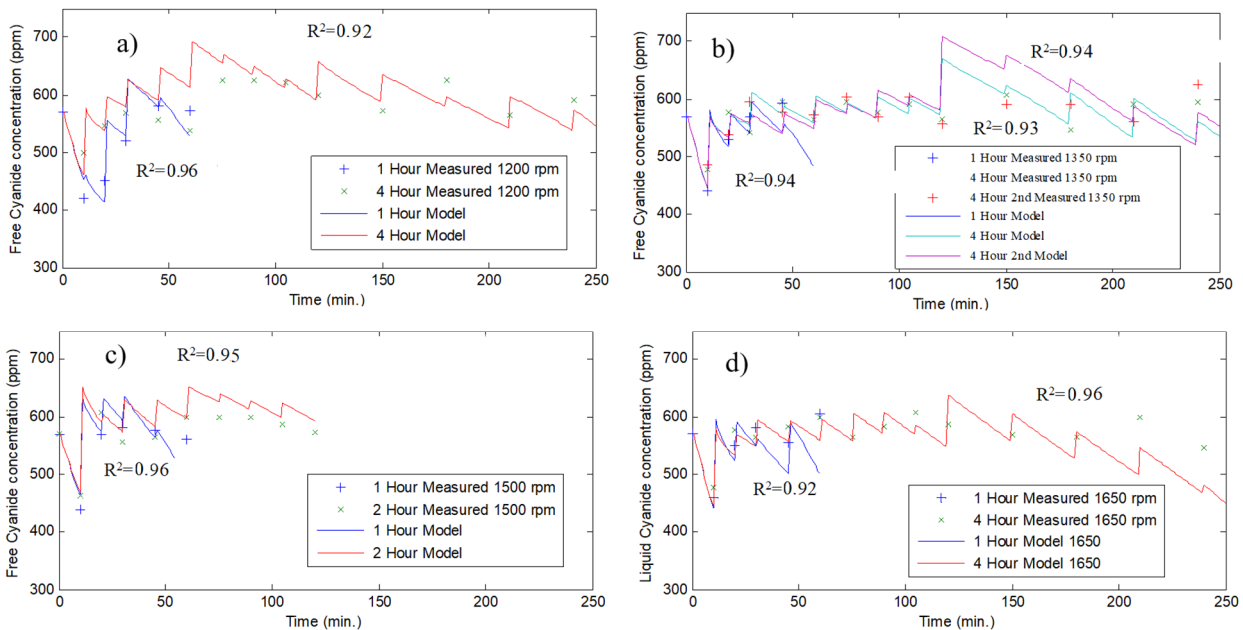 a)
R²=0.92
R²=0.96
Free Cyanide concentration (ppm)
700
600
500
400
300
0
50
100
150
200
250
Time (min.)
1 Hour Measured 1200 rpm
4 Hour Measured 1200 rpm
1 Hour Model
4 Hour Model
b)
R²=0.94
R²=0.93
R²=0.94
Free Cyanide concentration (ppm)
700
600
500
400
300
0
50
100
150
200
250
Time (min.)
1 Hour Measured 1350 rpm
4 Hour Measured 1350 rpm
4 Hour 2nd Measured 1350 rpm
1 Hour Model
4 Hour Model
4 Hour 2nd Model
c)
R²=0.95
R²=0.96
Free Cyanide concentration (ppm)
700
600
500
400
300
0
50
100
150
200
250
Time (min.)
1 Hour Measured 1500 rpm
2 Hour Measured 1500 rpm
1 Hour Model
2 Hour Model
d)
R²=0.96
R²=0.92
Liquid Cyanide concentration (ppm)
700
600
500
400
300
0
50
100
150
200
250
Time (min.)
1 Hour Measured 1650 rpm
4 Hour Measured 1650 rpm
1 Hour Model 1650
4 Hour Model 1650